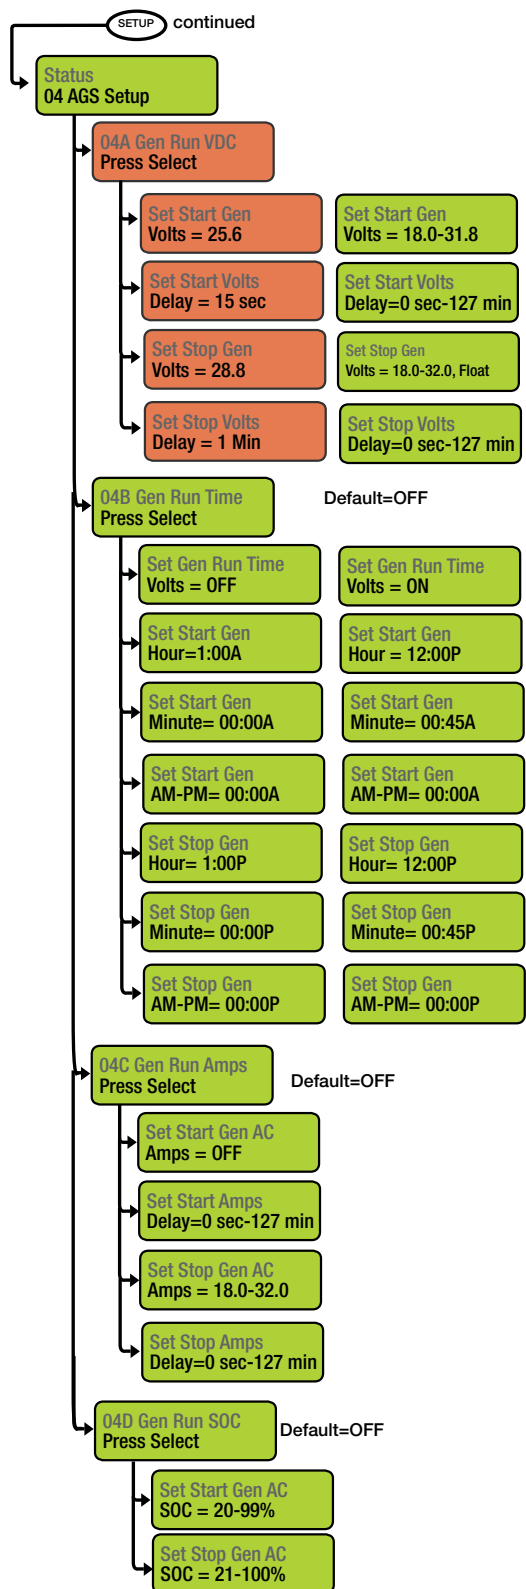 SETUP continued
Status
04 AGS Setup
04A Gen Run VDC
Press Select
Set Start Gen
Volts = 25.6
Set Start Gen
Volts = 18.0-31.8
Set Start Volts
Delay = 15 sec
Set Start Volts
Delay=0 sec-127 min
Set Stop Gen
Volts = 28.8
Set Stop Gen
Volts = 18.0-32.0, Float
Set Stop Volts
Delay = 1 Min
Set Stop Volts
Delay=0 sec-127 min
04B Gen Run Time
Press Select
Default=OFF
Set Gen Run Time
Volts = OFF
Set Gen Run Time
Volts = ON
Set Start Gen
Hour=1:00A
Set Start Gen
Hour = 12:00P
Set Start Gen
Minute= 00:00A
Set Start Gen
Minute= 00:45A
Set Start Gen
AM-PM= 00:00A
Set Start Gen
AM-PM= 00:00A
Set Stop Gen
Hour= 1:00P
Set Stop Gen
Hour= 12:00P
Set Stop Gen
Minute= 00:00P
Set Stop Gen
Minute= 00:45P
Set Stop Gen
AM-PM= 00:00P
Set Stop Gen
AM-PM= 00:00P
04C Gen Run Amps
Press Select
Default=OFF
Set Start Gen AC
Amps = OFF
Set Start Amps
Delay=0 sec-127 min
Set Stop Gen AC
Amps = 18.0-32.0
Set Stop Amps
Delay=0 sec-127 min
04D Gen Run SOC
Press Select
Default=OFF
Set Start Gen AC
SOC = 20-99%
Set Stop Gen AC
SOC = 21-100%